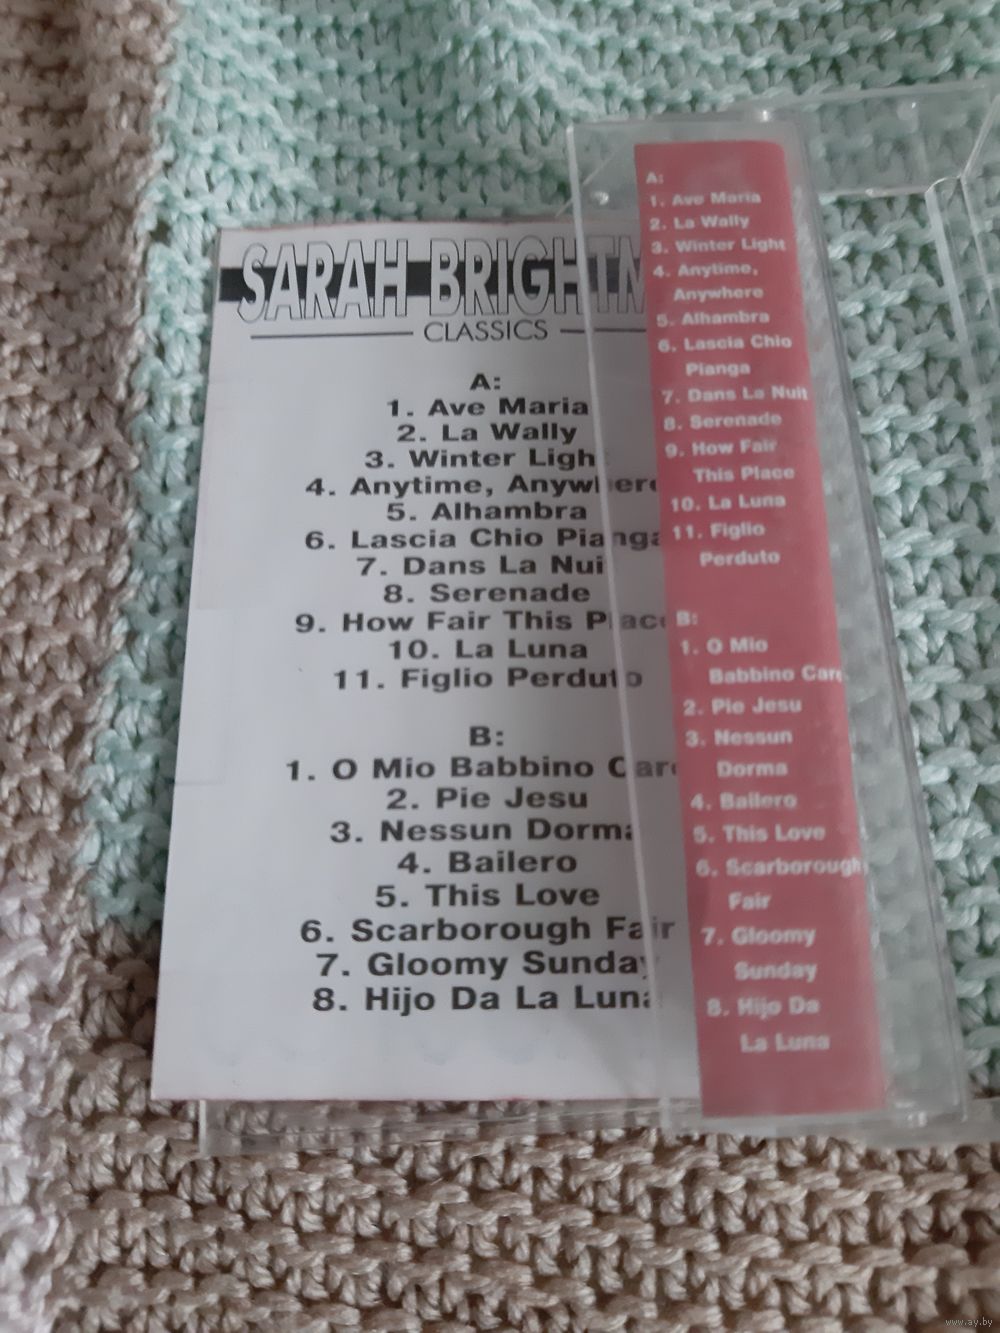 SARAH BRIGHTM
CLASSICS
A:
1. Ave Maria
2. La Wally
3. Winter Ligh
4. Anytime, Anywhere
5. Alhambra
6. Lascia Chio Pianga
7. Dans La Nui
8. Serenade
9. How Fair This Place
10. La Luna
11. Figlio Perduto
B:
1. O Mio Babbino Caro
2. Pie Jesu
3. Nessun Dorma
4. Bailero
5. This Love
6. Scarborough Fair
7. Gloomy Sunday
8. Hijo Da La Luna
A:
1. Ave Maria
2. La Wally
3. Winter Light
4. Anytime,
Anywhere
5. Alhambra
6. Lascia Chio
Pianga
7. Dans La Nuit
8. Serenade
9. How Fair
This Place
10. La Luna
11. Figlio
Perduto
B:
1. O Mio
Babbino Caro
2. Pie Jesu
3. Nessun
Dorma
4. Bailero
5. This Love
6. Scarborough
Fair
7. Gloomy
Sunday
8. Hijo Da
La Luna
www.ay.by